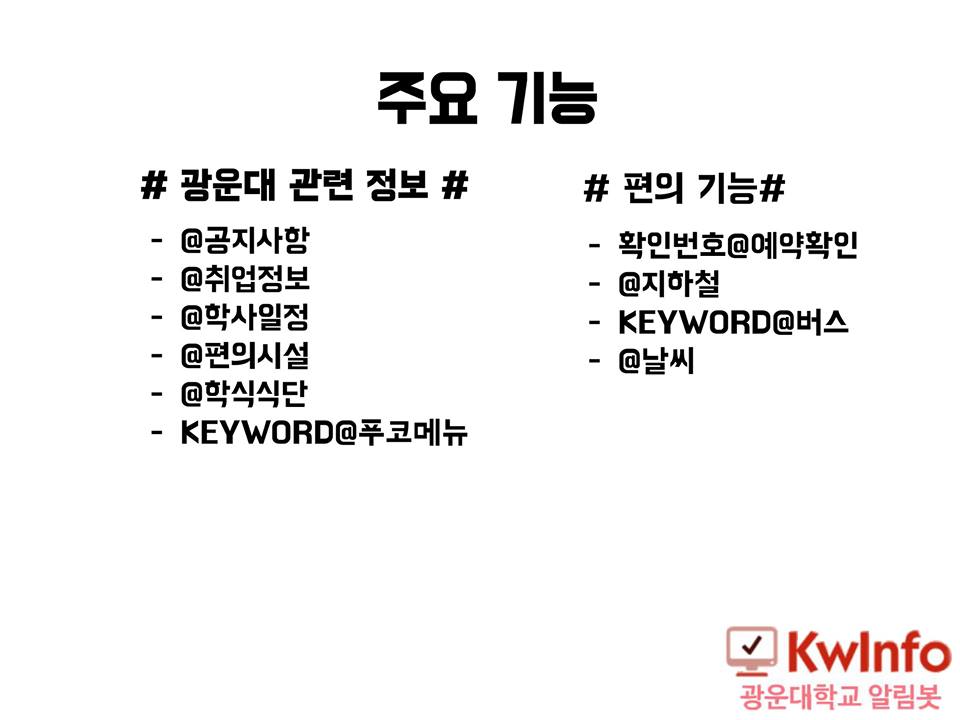 주요 기능
# 광운대 관련 정보 #
- @공지사항
- @취업정보
- @학사일정
- @편의시설
- @학식식단
- KEYWORD@푸코메뉴
# 편의 기능#
- 확인번호@예약확인
- @지하철
- KEYWORD@버스
- @날씨
KwInfo
광운대학교 알림봇